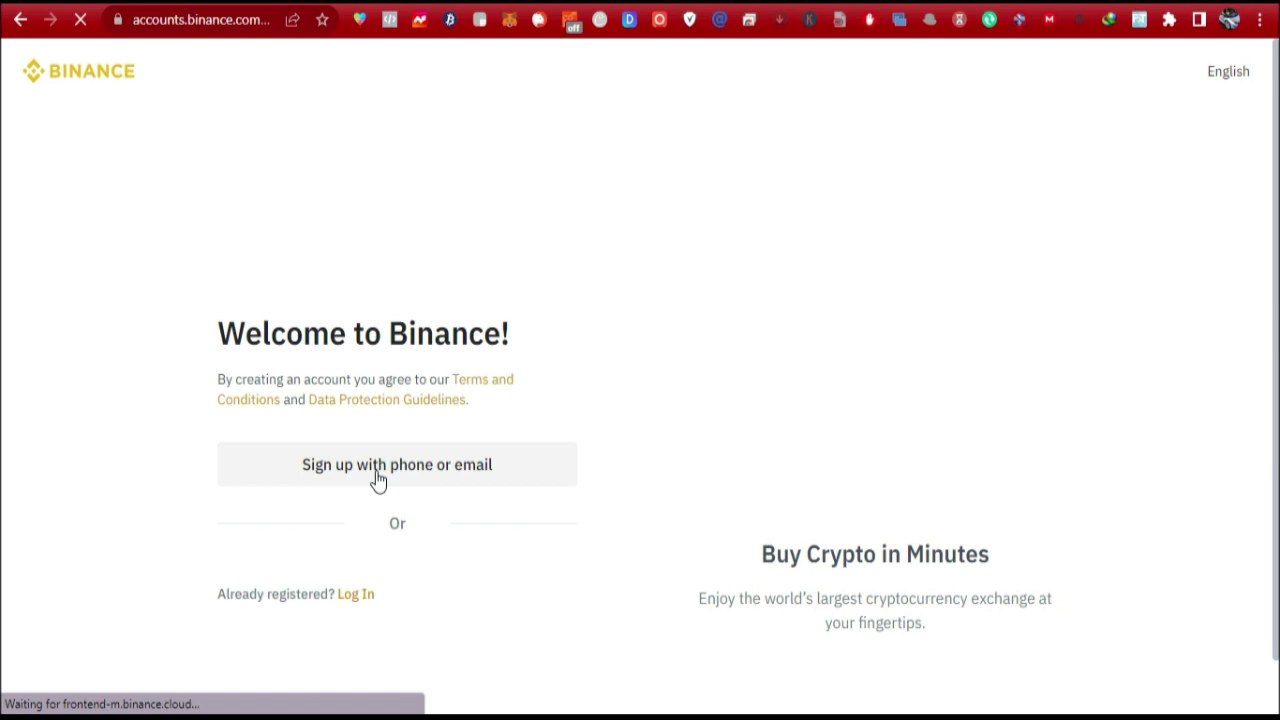 accounts.binance.com...
off
BINANCE
English
Welcome to Binance!
By creating an account you agree to our Terms and
Conditions and Data Protection Guidelines.
Sign up with phone or email
Or
Already registered? Log In
Buy Crypto in Minutes
Enjoy the world's largest cryptocurrency exchange at
your fingertips.
Waiting for frontend-m.binance.cloud...